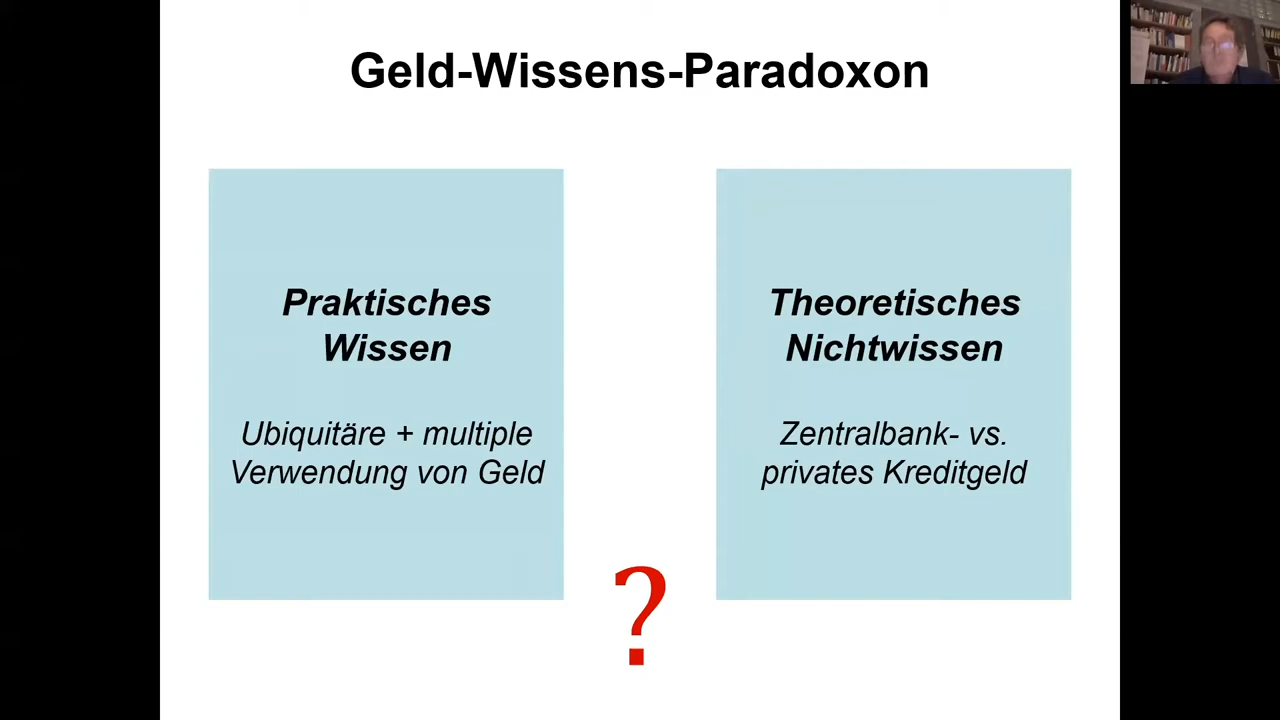 Geld-Wissens-Paradoxon
Praktisches
Wissen
Ubiquitäre + multiple
Verwendung von Geld
Theoretisches
Nichtwissen
Zentralbank- vs.
privates Kreditgeld
?